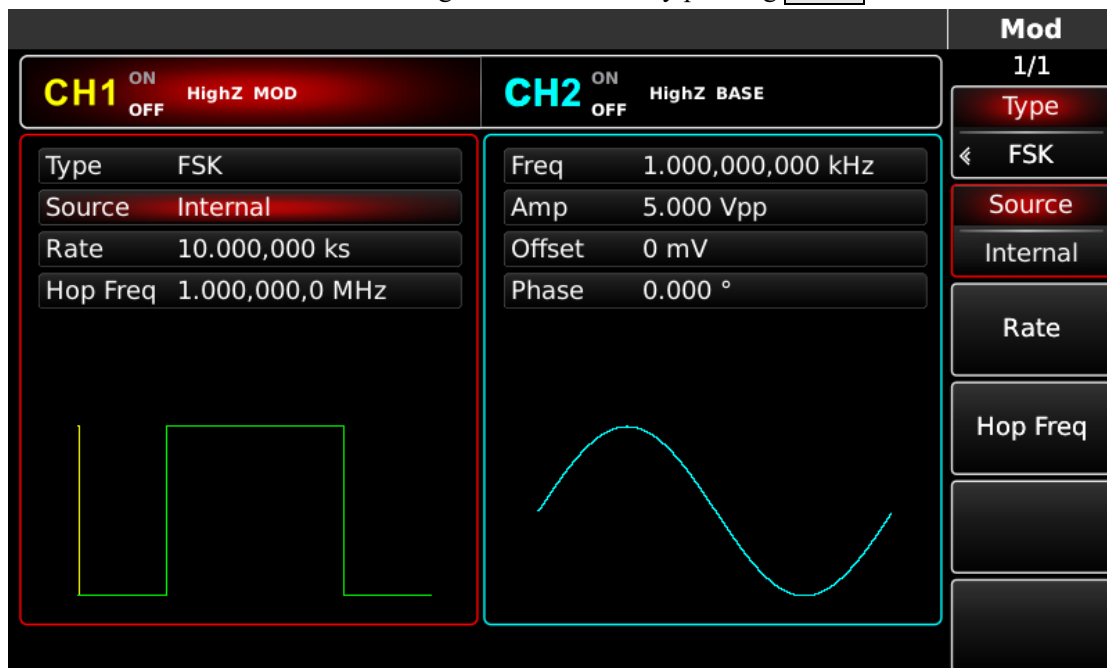 Mod
1/1
CH1 ON OFF HighZ MOD
CH2 ON OFF HighZ BASE
Type FSK
Source Internal
Rate 10.000,000 ks
Hop Freq 1.000,000,0 MHz
Freq 1.000,000,000 kHz
Amp 5.000 Vpp
Offset 0 mV
Phase 0.000 °
Type
« FSK
Source
Internal
Rate
Hop Freq